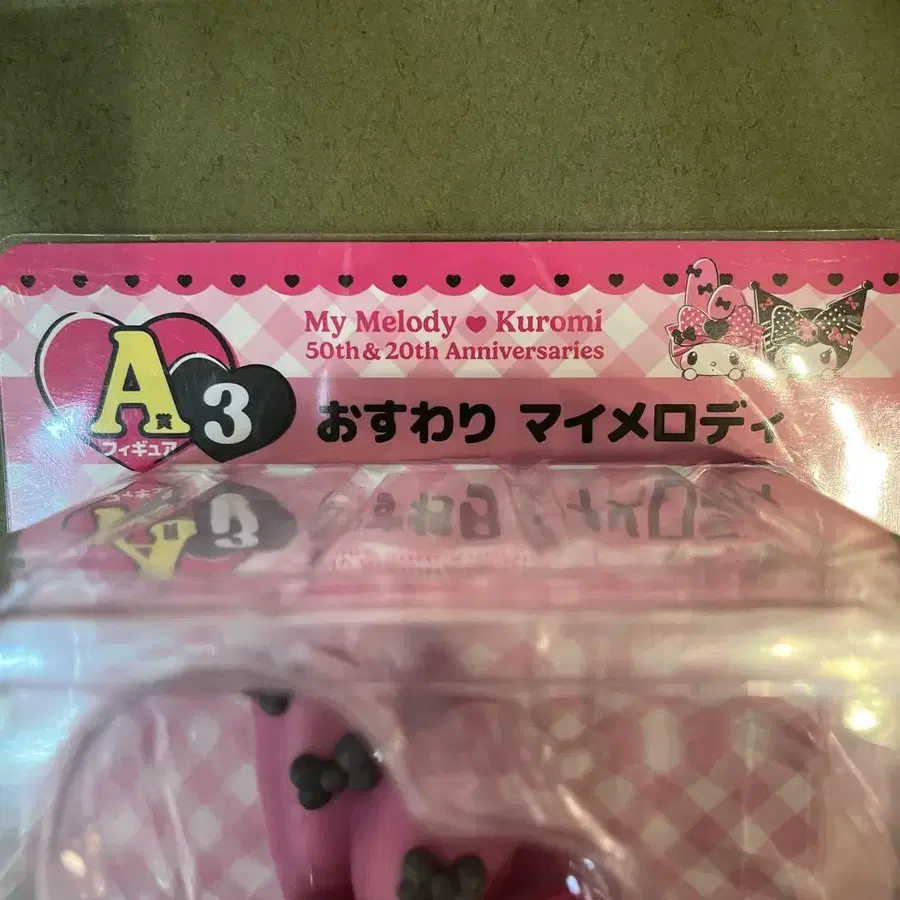 My Melody ♥ Kuromi
50th & 20th Anniversaries
A賞 3
フィギュア
おすわり マイメロディ